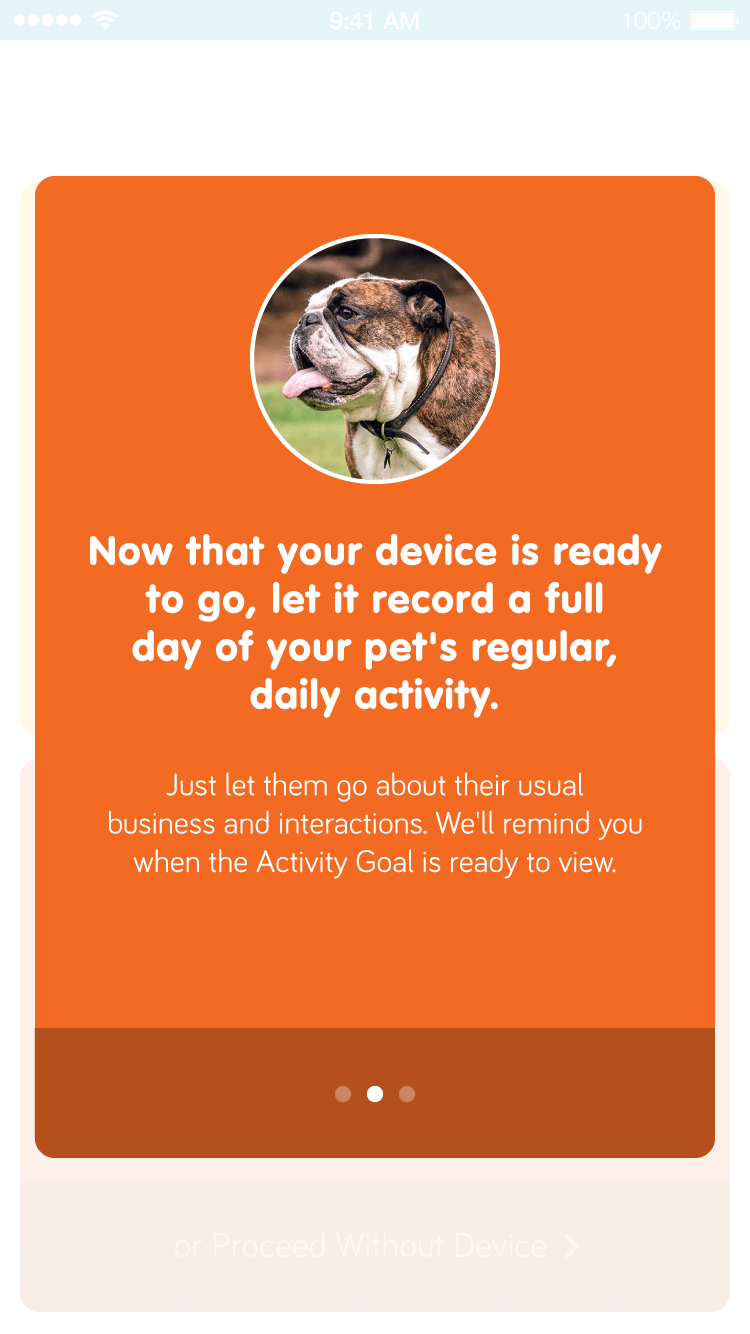 9:41 AM 100%
Now that your device is ready
to go, let it record a full
day of your pet's regular,
daily activity.
Just let them go about their usual
business and interactions. We'll remind you
when the Activity Goal is ready to view.
or Proceed Without Device